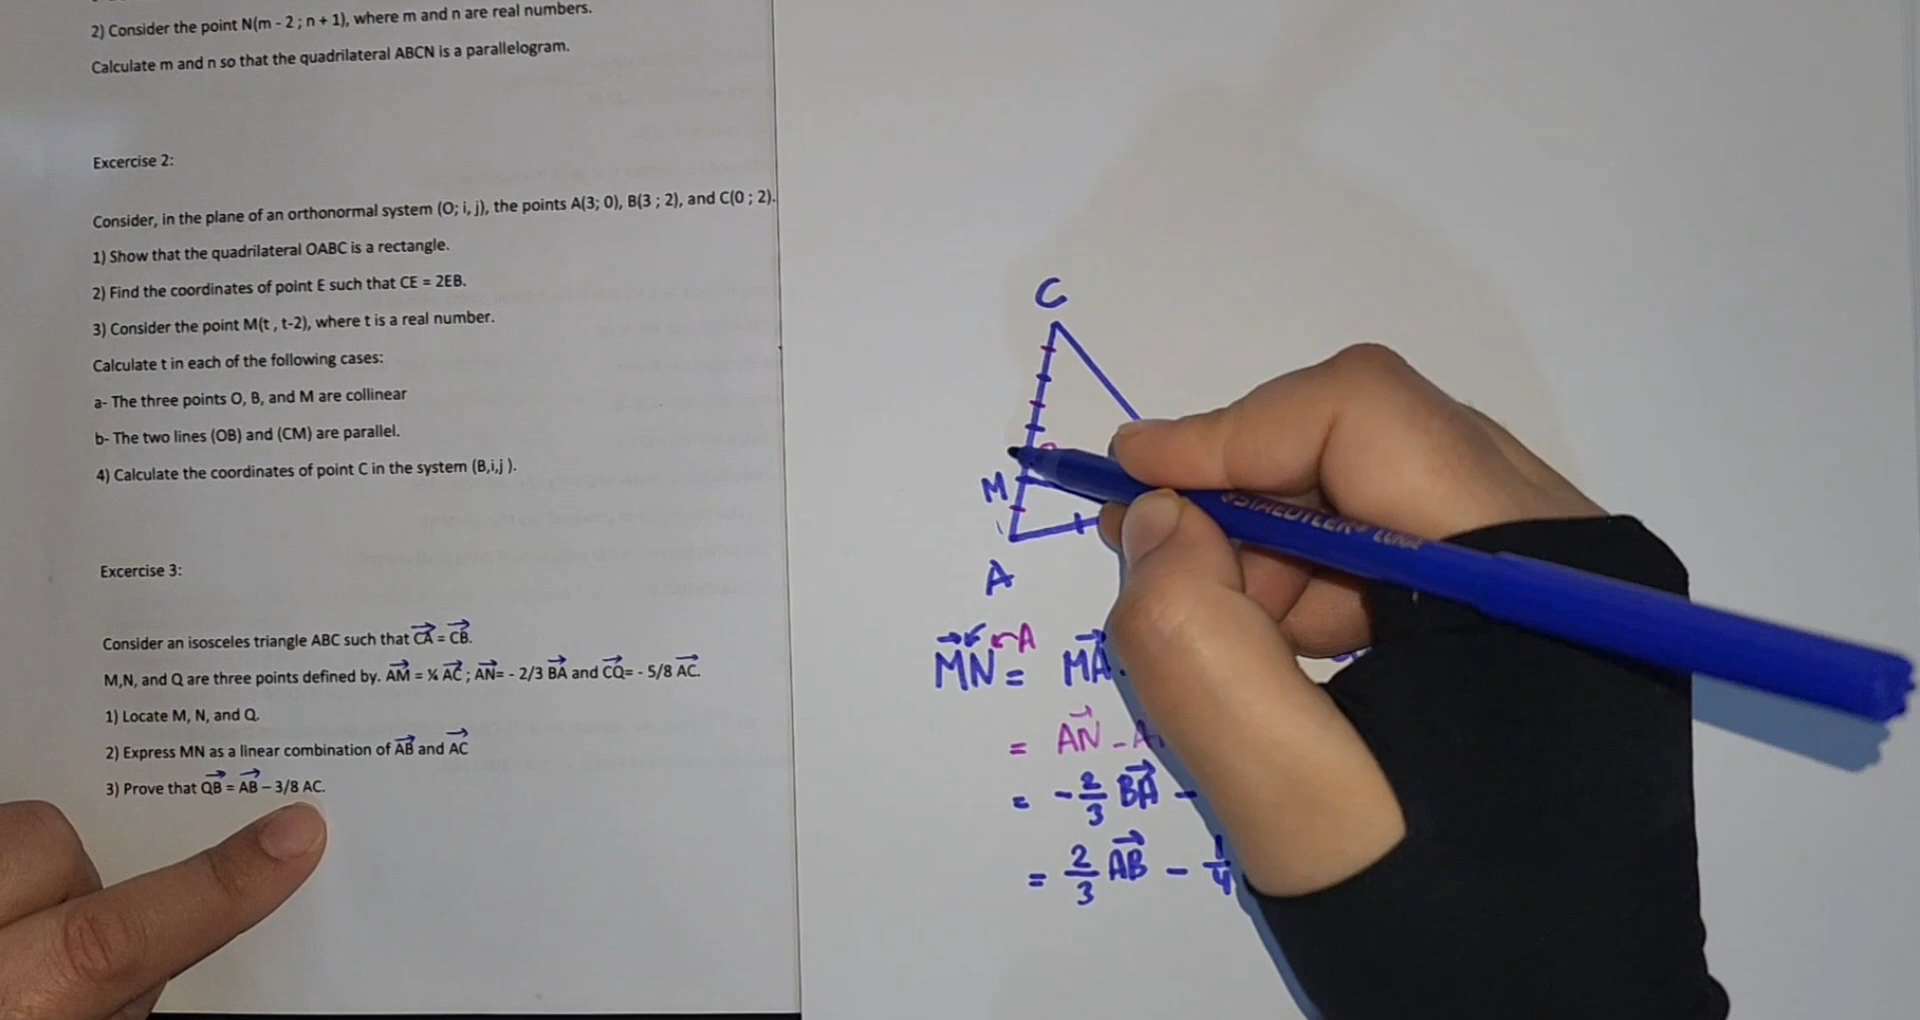 2) Consider the point N(m - 2 ; n + 1), where m and n are real numbers.
Calculate m and n so that the quadrilateral ABCN is a parallelogram.
Excercise 2:
Consider, in the plane of an orthonormal system (O; i, j), the points A(3; 0), B(3 ; 2), and C(0 ; 2).
1) Show that the quadrilateral OABC is a rectangle.
2) Find the coordinates of point E such that CE = 2EB.
3) Consider the point M(t , t-2), where t is a real number.
Calculate t in each of the following cases:
a- The three points O, B, and M are collinear
b- The two lines (OB) and (CM) are parallel.
4) Calculate the coordinates of point C in the system (B,i,j ).
Excercise 3:
Consider an isosceles triangle ABC such that CA = CB.
M,N, and Q are three points defined by. AM = ¼ AC ; AN= - 2/3 BA and CQ= - 5/8 AC.
1) Locate M, N, and Q.
2) Express MN as a linear combination of AB and AC
3) Prove that QB = AB – 3/8 AC.
C
M
A
STAEDTLER
A
MN = MA
= AN -
= - 2/3 BA -
= 2/3 AB - 1/4